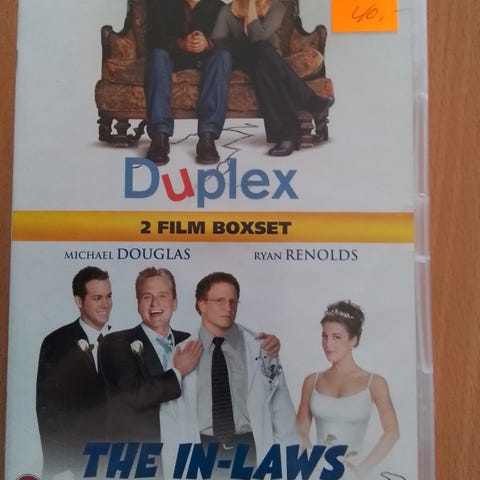 40,-
Duplex
2 FILM BOXSET
MICHAEL DOUGLAS RYAN RENOLDS
THE IN-LAWS